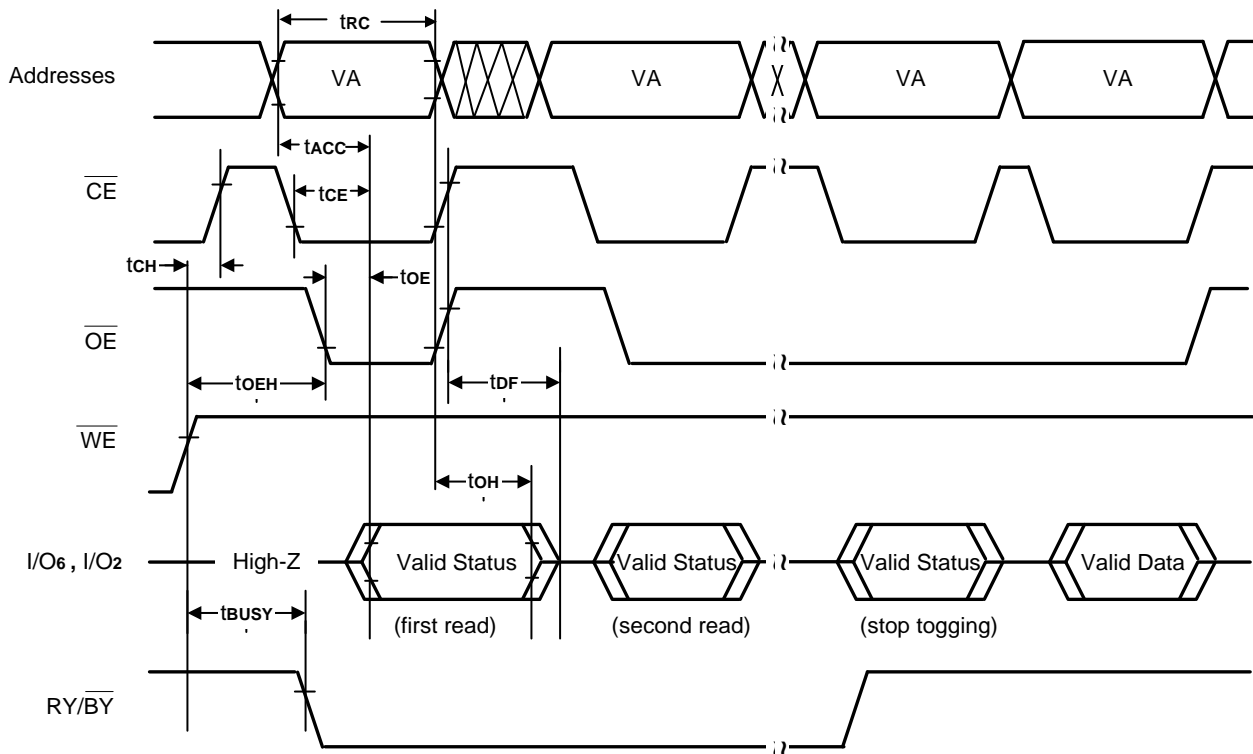 tRC
Addresses VA VA X VA VA
tACC
CE tCE
tCH tOE
OE
tOEH tDF
WE
tOH
I/O6 , I/O2 High-Z Valid Status Valid Status Valid Status Valid Data
tBUSY (first read) (second read) (stop togging)
RY/BY